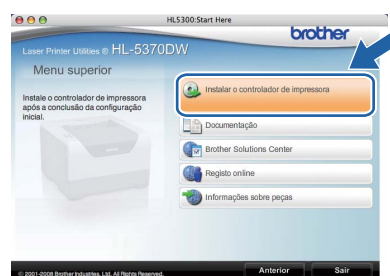 HL5300:Start Here
brother
Laser Printer Utilities ® HL-5370DW
Menu superior
Instale o controlador de impressora
após a conclusão da configuração
inicial.
Instalar o controlador de impressora
Documentação
Brother Solutions Center
Registo online
Informações sobre peças
© 2001-2008 Brother Industries, Ltd. All Rights Reserved.
Anterior
Sair